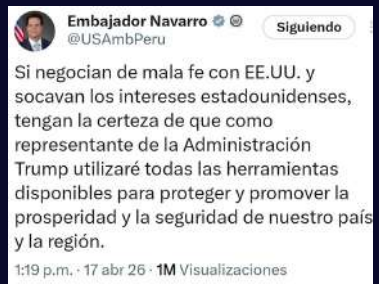 Embajador Navarro
@USAmbPeru
Siguiendo
Si negocian de mala fe con EE.UU. y
socavan los intereses estadounidenses,
tengan la certeza de que como
representante de la Administración
Trump utilizaré todas las herramientas
disponibles para proteger y promover la
prosperidad y la seguridad de nuestro país
y la región.
1:19 p.m. · 17 abr 26 · 1M Visualizaciones